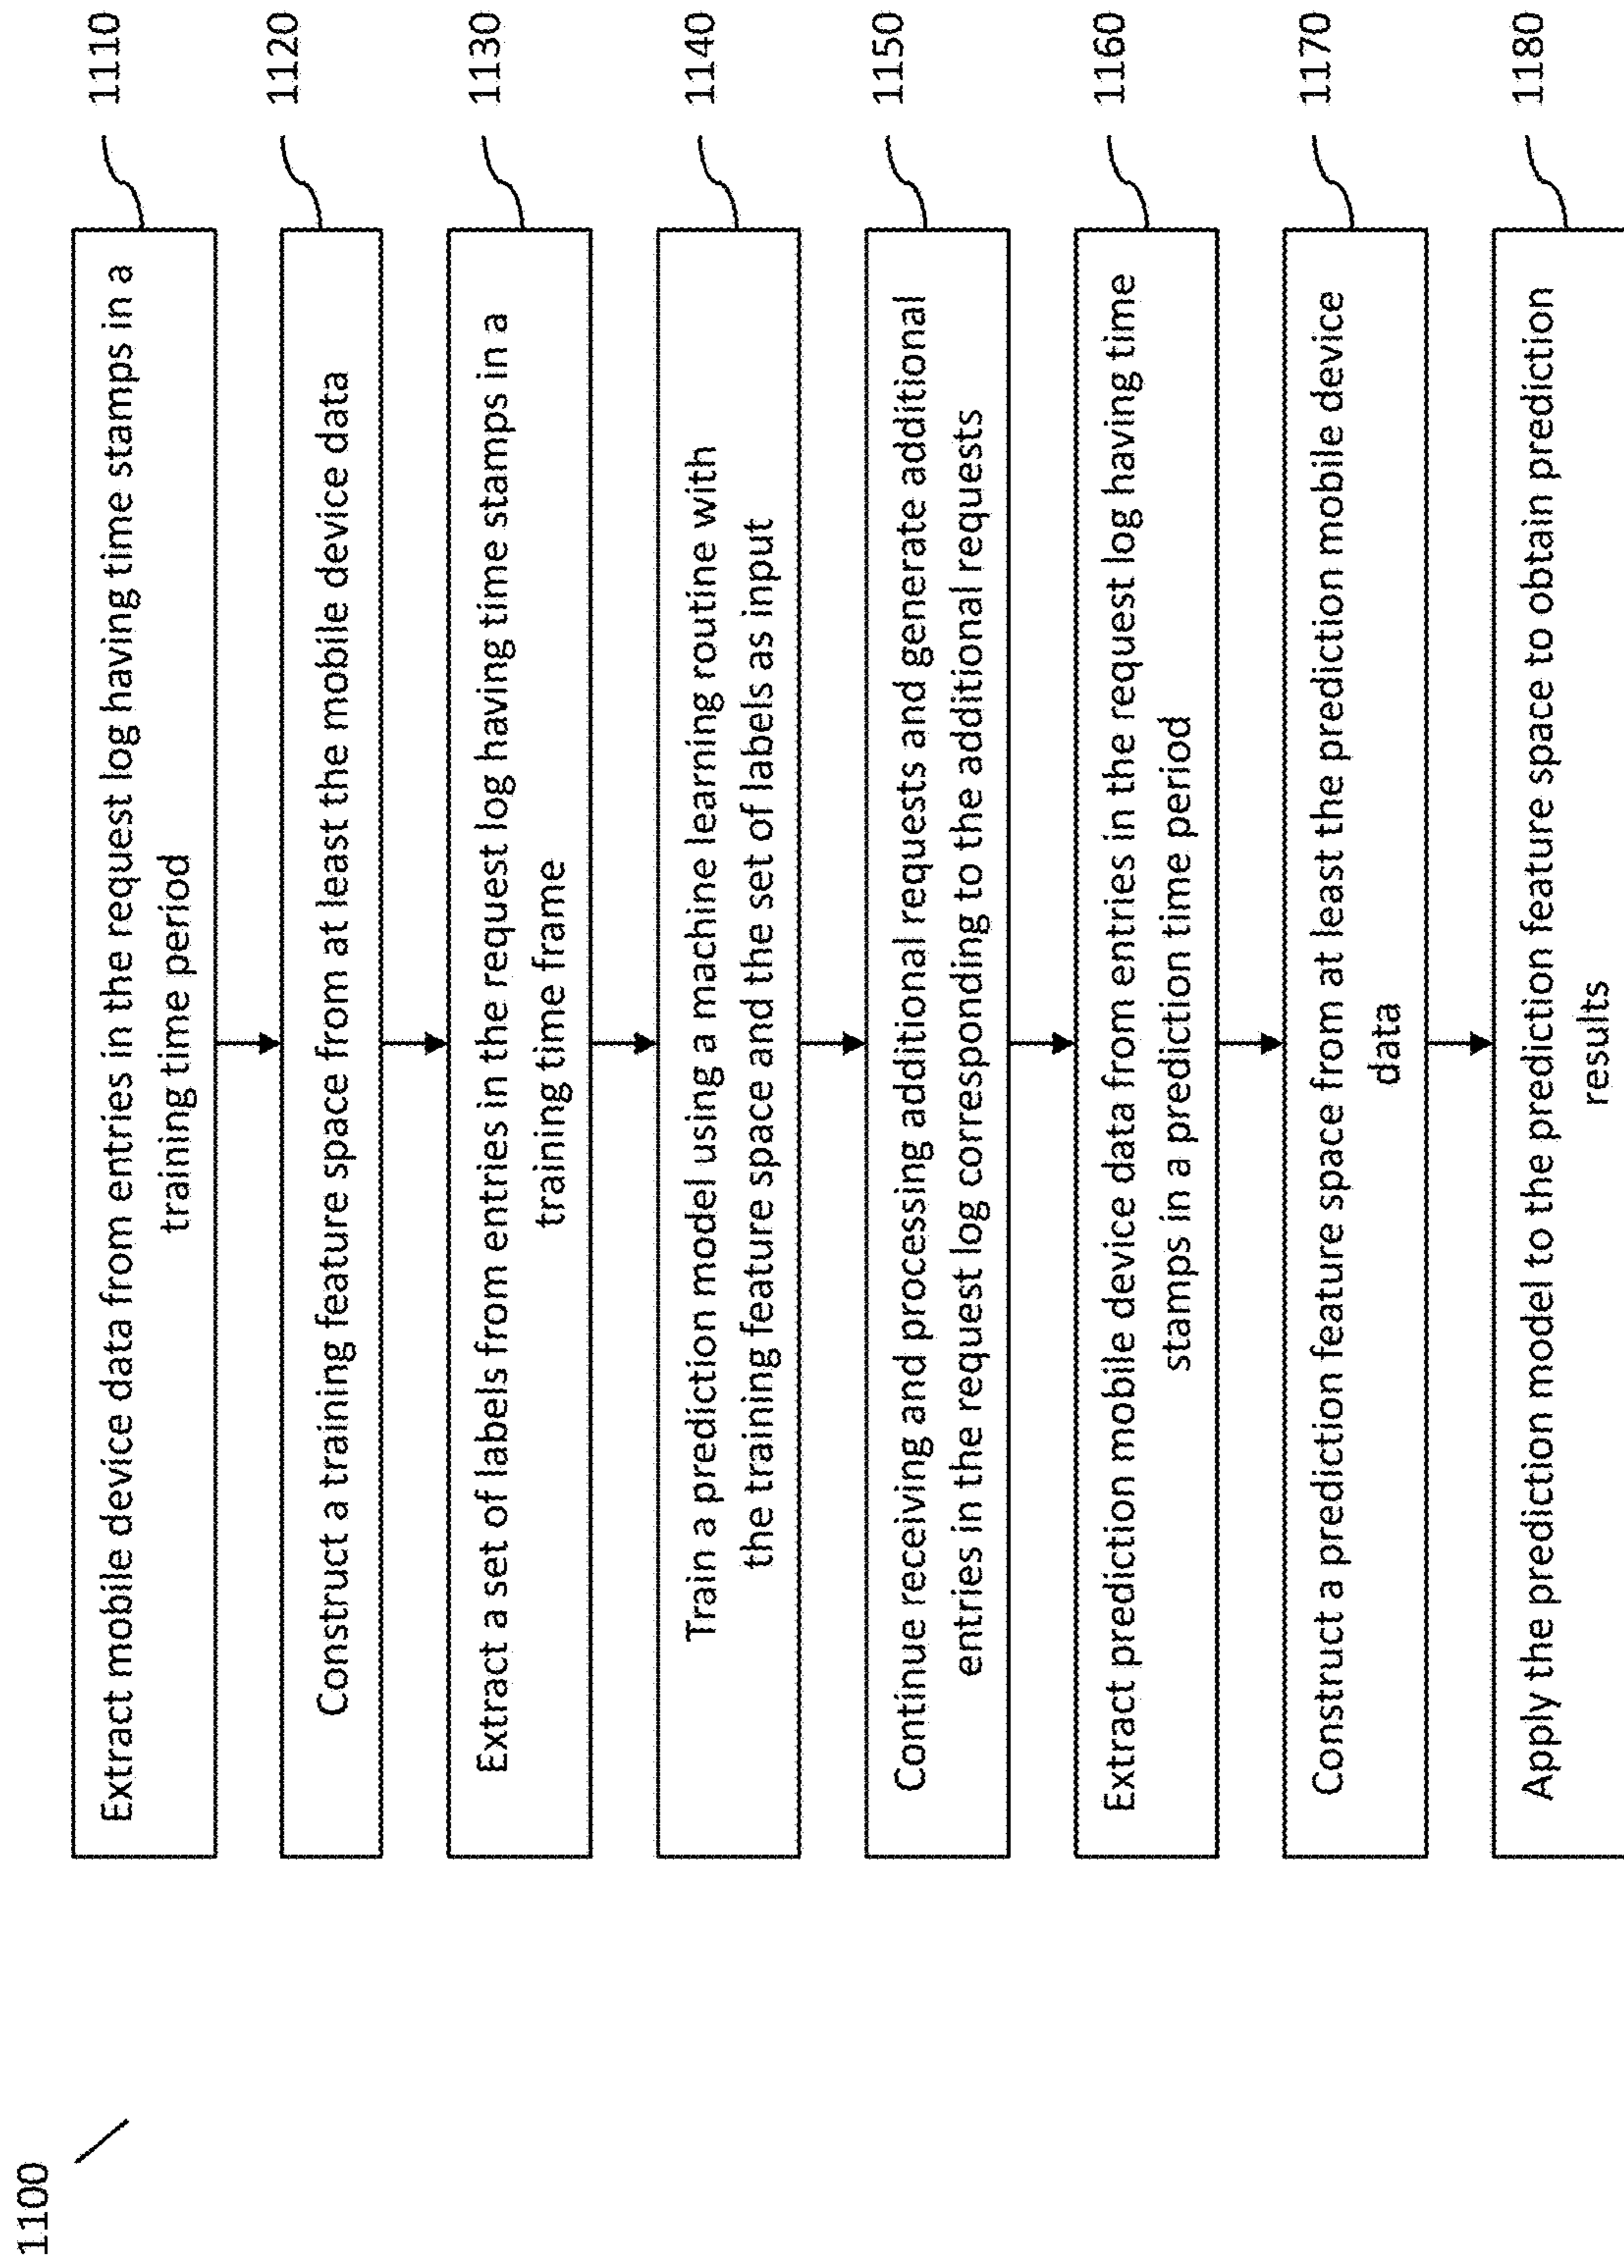 1100
Extract mobile device data from entries in the request log having time stamps in a
training time period
1110
Construct a training feature space from at least the mobile device data
1120
Extract a set of labels from entries in the request log having time stamps in a
training time frame
1130
Train a prediction model using a machine learning routine with
the training feature space and the set of labels as input
1140
Continue receiving and processing additional requests and generate additional
entries in the request log corresponding to the additional requests
1150
Extract prediction mobile device data from entries in the request log having time
stamps in a prediction time period
1160
Construct a prediction feature space from at least the prediction mobile device
data
1170
Apply the prediction model to the prediction feature space to obtain prediction
results
1180